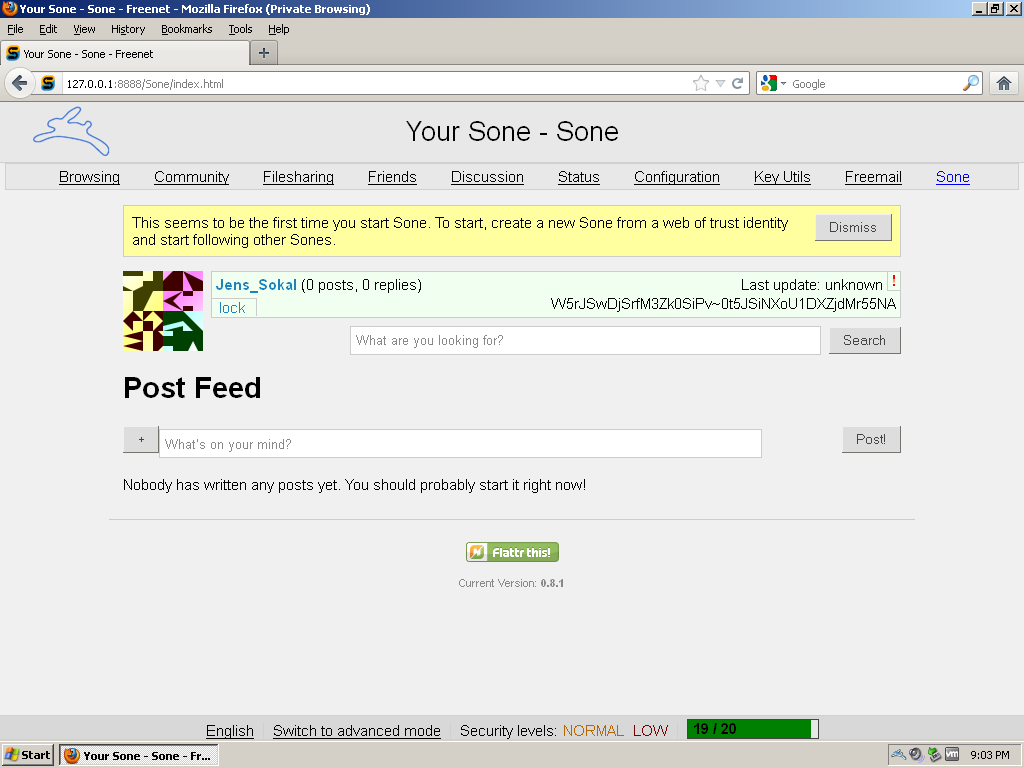 Your Sone - Sone - Freenet - Mozilla Firefox (Private Browsing)
File Edit View History Bookmarks Tools Help
Your Sone - Sone - Freenet
127.0.0.1:8888/Sone/index.html
Google
Your Sone - Sone
Browsing Community Filesharing Friends Discussion Status Configuration Key Utils Freemail Sone
This seems to be the first time you start Sone. To start, create a new Sone from a web of trust identity
and start following other Sones.
Dismiss
Jens_Sokal (0 posts, 0 replies)
Last update: unknown !
lock
W5rJSwDjSrfM3Zk0SiPv~0t5JSiNXoU1DXZjdMr55NA
What are you looking for?
Search
Post Feed
+
What's on your mind?
Post!
Nobody has written any posts yet. You should probably start it right now!
Flattr this!
Current Version: 0.8.1
English Switch to advanced mode Security levels: NORMAL LOW 19 / 20
Start Your Sone - Sone - Fr... vm 9:03 PM